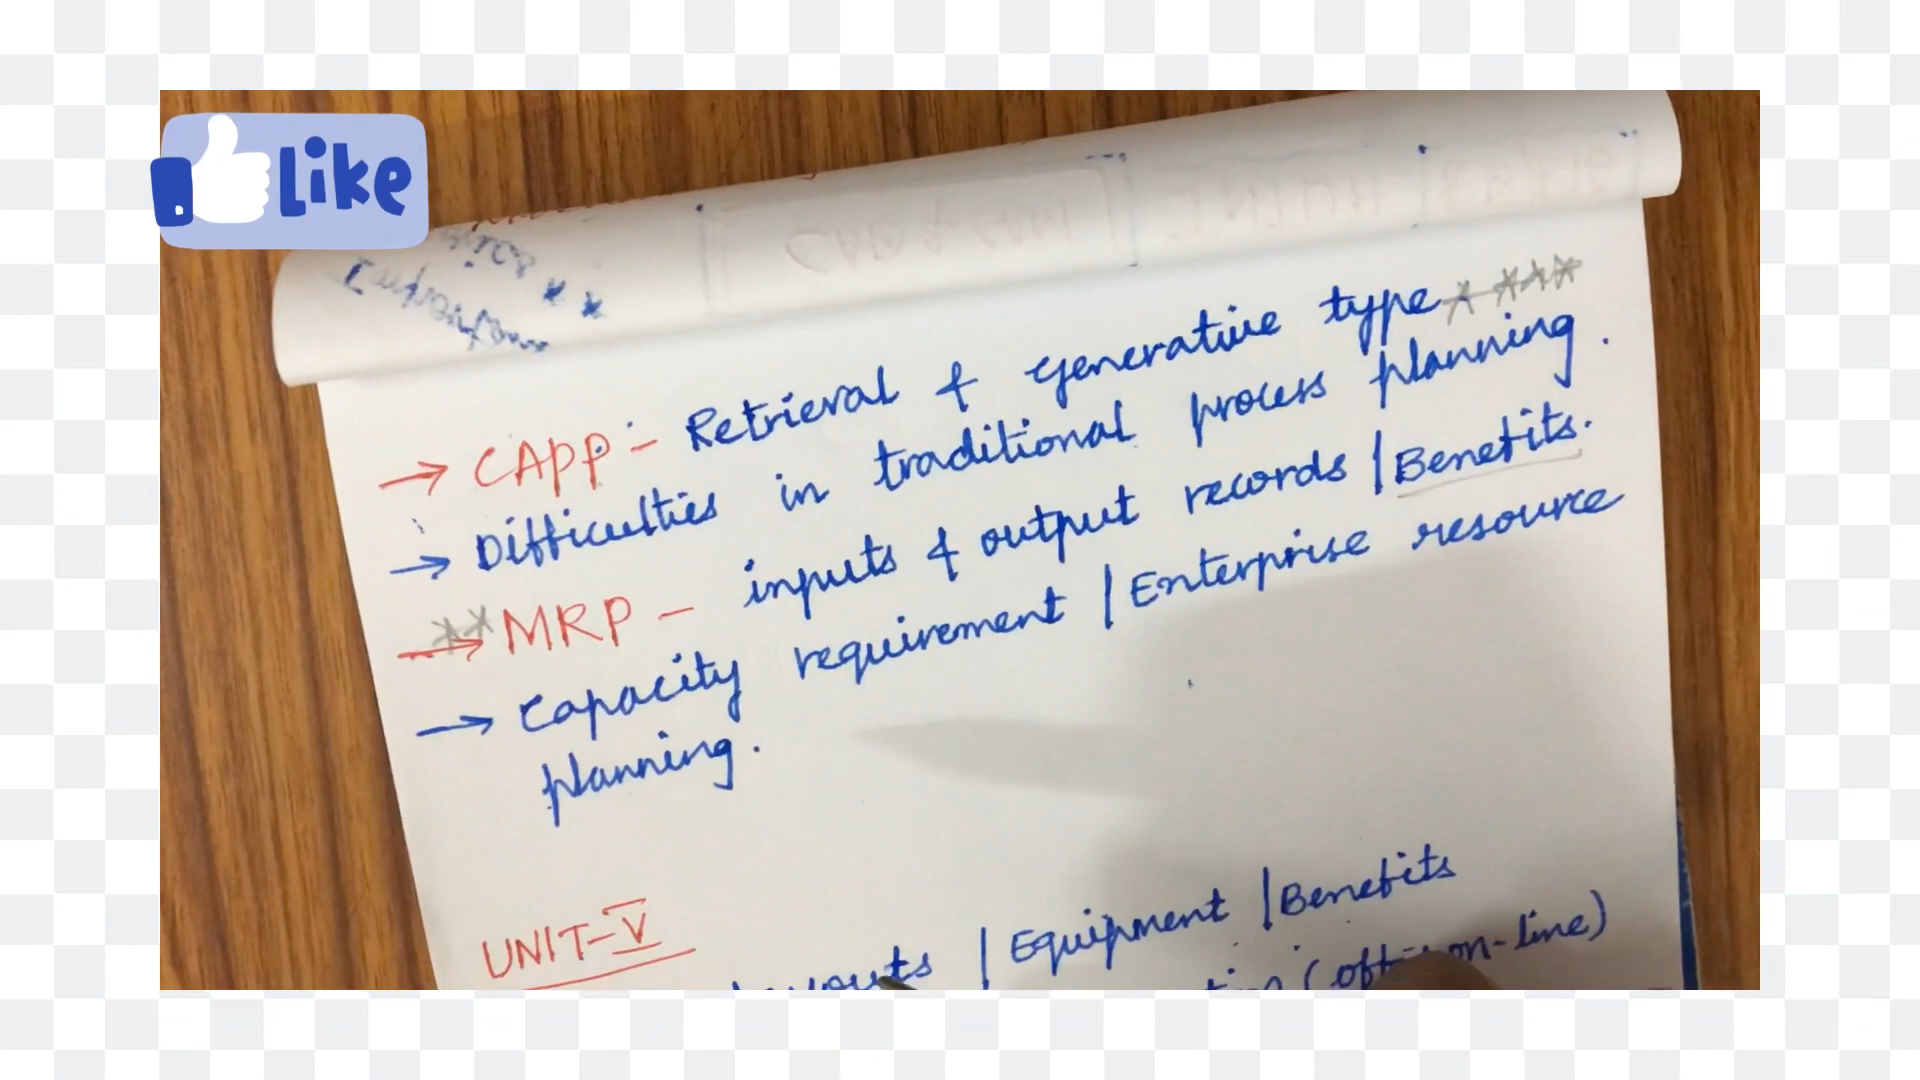 Like
Important
→ CAPP :- Retrieval & Generative type * ***
→ Difficulties in traditional process planning.
** → MRP - inputs & output records | Benefits.
→ Capacity requirement | Enterprise resource
planning.
UNIT-V
| Equipment | Benefits
on-line)